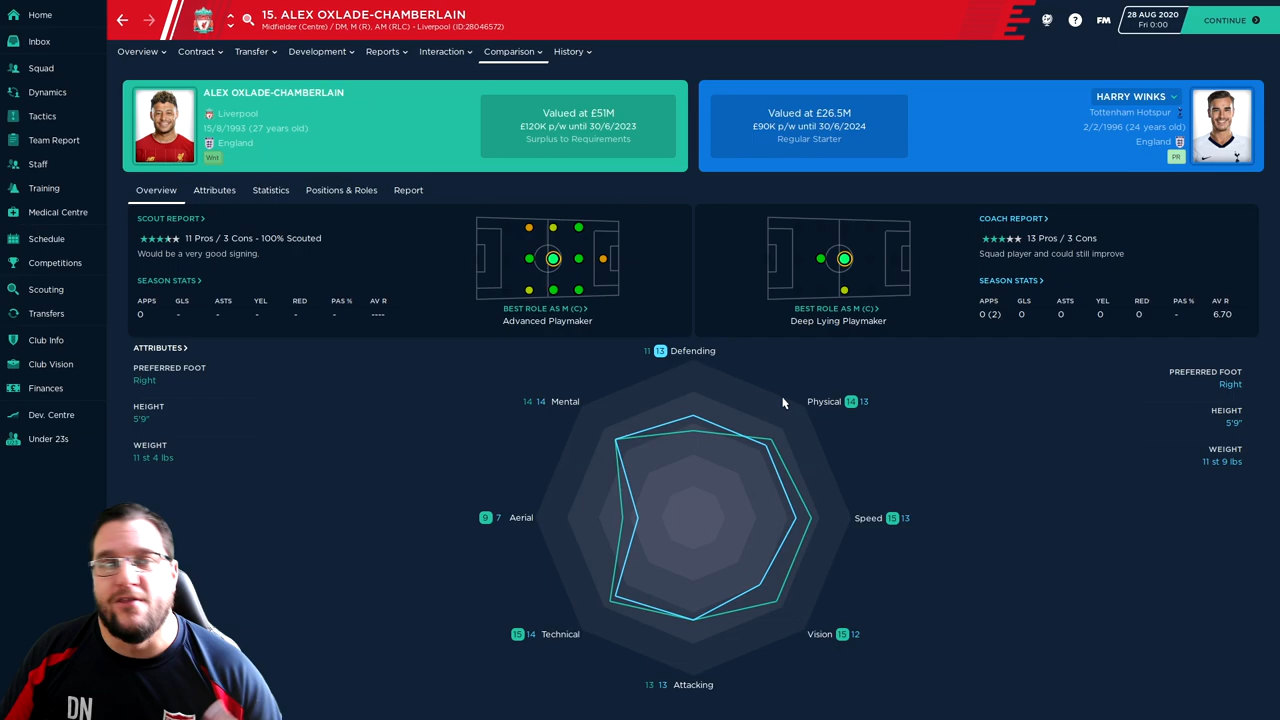 Home
Inbox
Squad
Dynamics
Tactics
Team Report
Staff
Training
Medical Centre
Schedule
Competitions
Scouting
Transfers
Club Info
Club Vision
Finances
Dev. Centre
Under 23s
15. ALEX OXLADE-CHAMBERLAIN
Midfielder (Centre) / DM, M (R), AM (RLC) - Liverpool (ID:28046572)
?
FM
28 AUG 2020
Fri 0:00
CONTINUE
Overview Contract Transfer Development Reports Interaction Comparison History
ALEX OXLADE-CHAMBERLAIN
Liverpool
15/8/1993 (27 years old)
England
Wnt
Valued at £51M
£120K p/w until 30/6/2023
Surplus to Requirements
Valued at £26.5M
£90K p/w until 30/6/2024
Regular Starter
HARRY WINKS
Tottenham Hotspur
2/2/1996 (24 years old)
England
PR
Overview Attributes Statistics Positions & Roles Report
SCOUT REPORT >
11 Pros / 3 Cons - 100% Scouted
Would be a very good signing.
SEASON STATS >
APPS GLS ASTS YEL RED PAS % AV R
0 - - - - - ----
BEST ROLE AS M (C) >
Advanced Playmaker
BEST ROLE AS M (C) >
Deep Lying Playmaker
COACH REPORT >
13 Pros / 3 Cons
Squad player and could still improve
SEASON STATS >
APPS GLS ASTS YEL RED PAS % AV R
0 (2) 0 0 0 0 - 6.70
ATTRIBUTES >
PREFERRED FOOT
Right
HEIGHT
5'9"
WEIGHT
11 st 4 lbs
11 13 Defending
14 14 Mental
Physical 14 13
9 7 Aerial
Speed 15 13
15 14 Technical
Vision 15 12
13 13 Attacking
PREFERRED FOOT
Right
HEIGHT
5'9"
WEIGHT
11 st 9 lbs
DN